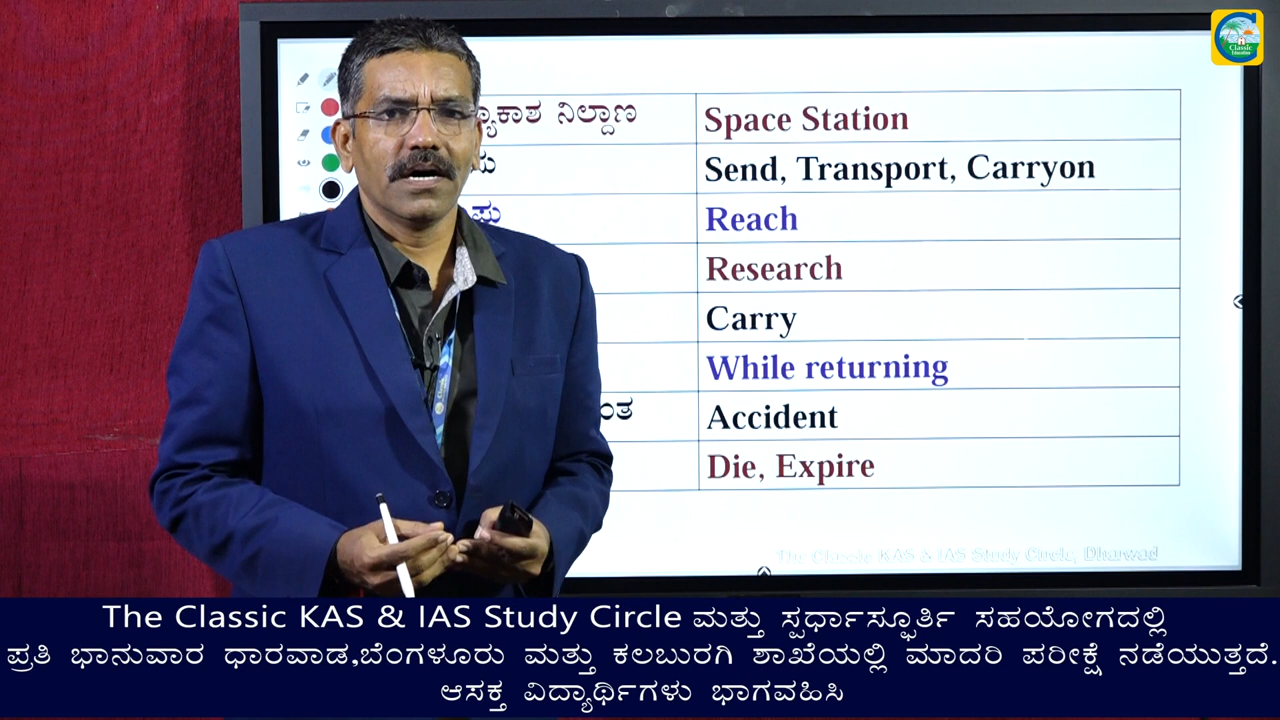 Classic
Education
ನಿಲ್ದಾಣ Space Station
Send, Transport, Carryon
Reach
Research
Carry
While returning
Accident
Die, Expire
The Classic KAS & IAS Study Circle, Dharwad
The Classic KAS & IAS Study Circle ಮತ್ತು ಸ್ಪರ್ಧಾಸ್ಫೂರ್ತಿ ಸಹಯೋಗದಲ್ಲಿ
ಪ್ರತಿ ಭಾನುವಾರ ಧಾರವಾಡ,ಬೆಂಗಳೂರು ಮತ್ತು ಕಲಬುರಗಿ ಶಾಖೆಯಲ್ಲಿ ಮಾದರಿ ಪರೀಕ್ಷೆ ನಡೆಯುತ್ತದೆ.
ಆಸಕ್ತ ವಿದ್ಯಾರ್ಥಿಗಳು ಭಾಗವಹಿಸಿ